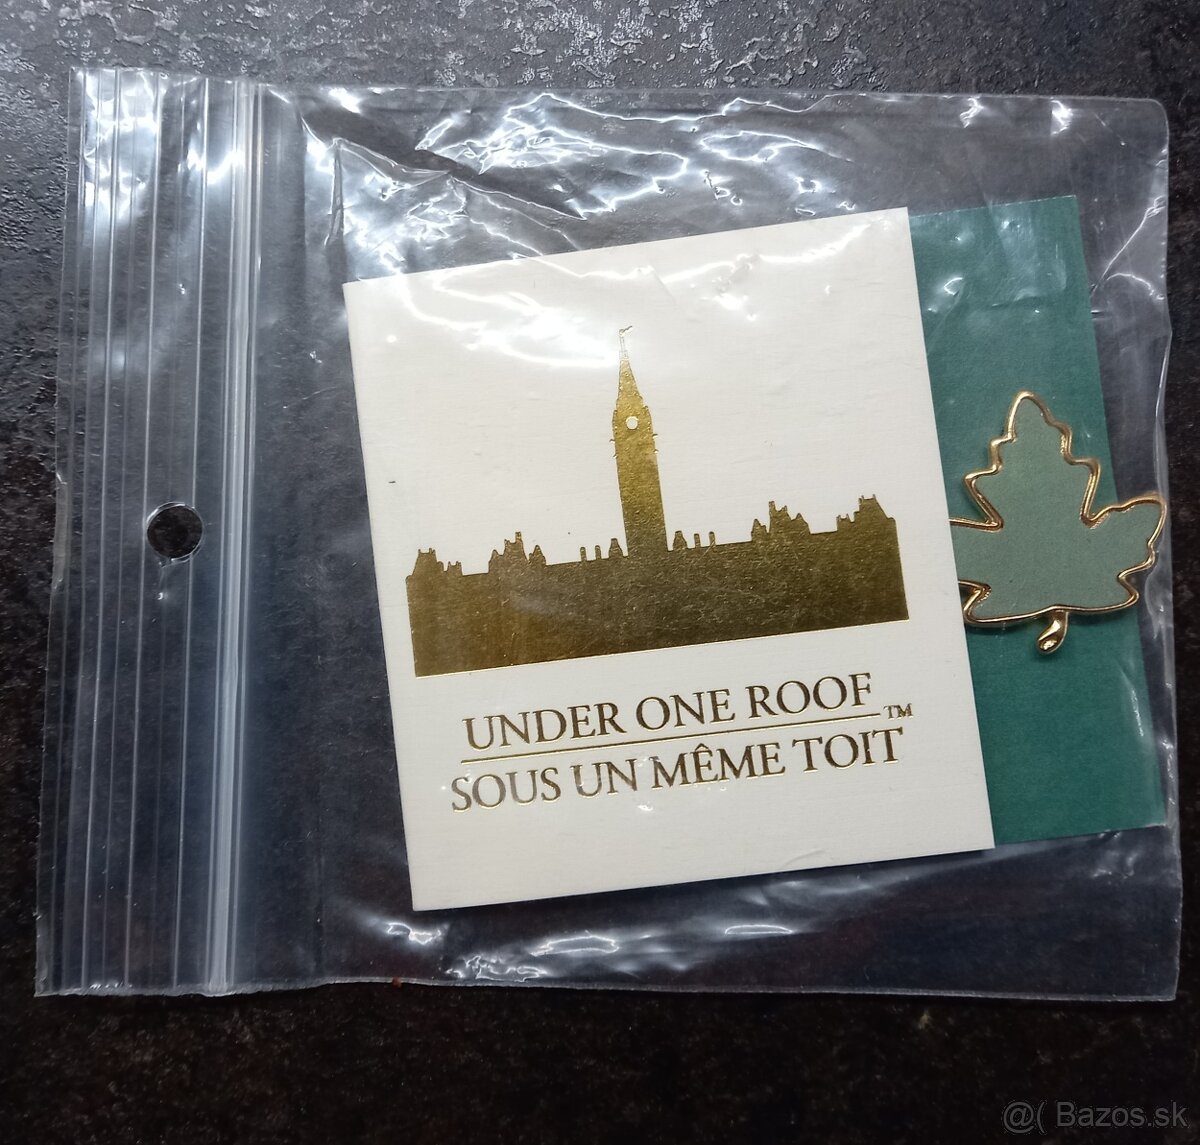 UNDER ONE ROOF ™
SOUS UN MÊME TOIT
@( Bazos.sk